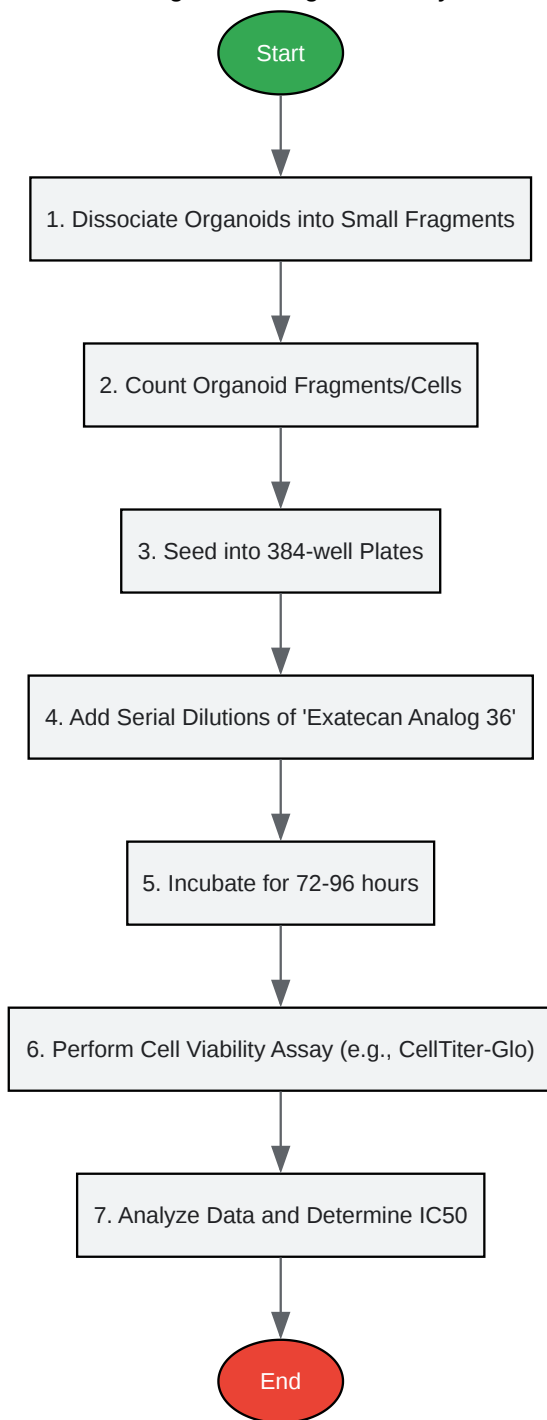 Start
1. Dissociate Organoids into Small Fragments
2. Count Organoid Fragments/Cells
3. Seed into 384-well Plates
4. Add Serial Dilutions of 'Exatecan Analog 36'
5. Incubate for 72-96 hours
6. Perform Cell Viability Assay (e.g., CellTiter-Glo)
7. Analyze Data and Determine IC50
End